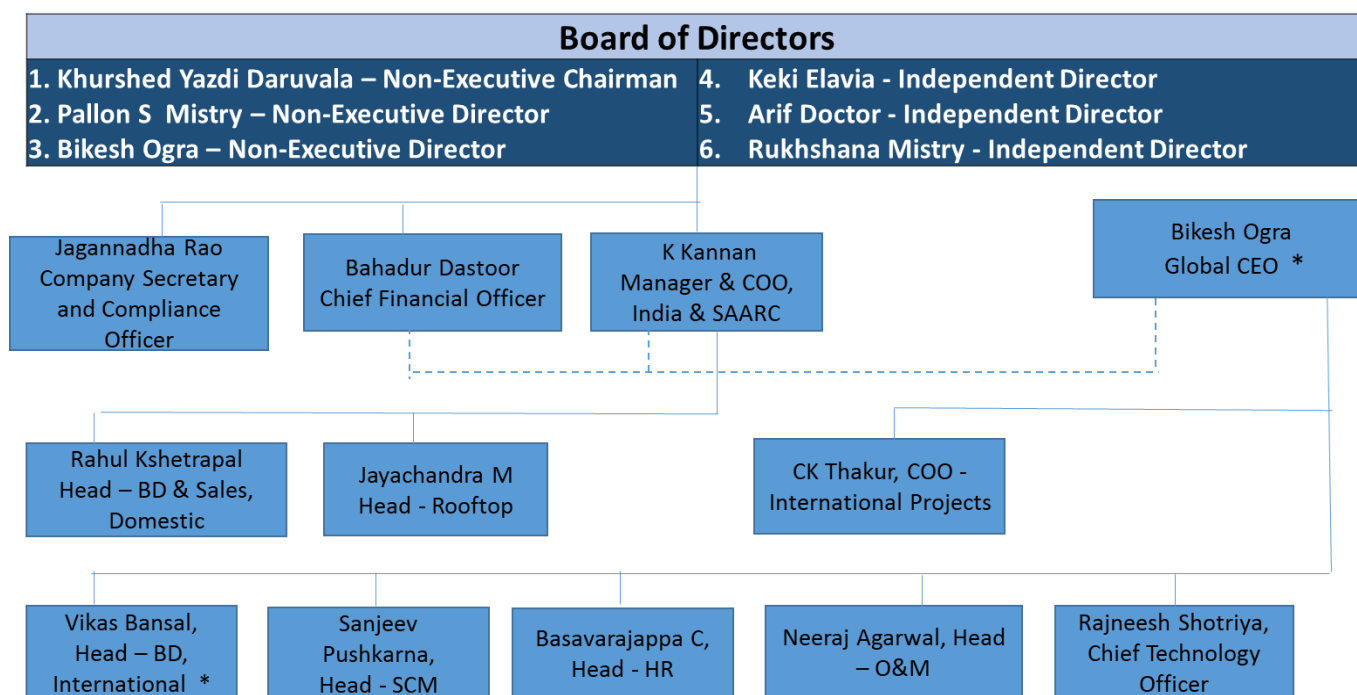 Board of Directors
1. Khurshed Yazdi Daruvala – Non-Executive Chairman
2. Pallon S Mistry – Non-Executive Director
3. Bikesh Ogra – Non-Executive Director
4. Keki Elavia - Independent Director
5. Arif Doctor - Independent Director
6. Rukhshana Mistry - Independent Director
Jagannadha Rao
Company Secretary
and Compliance
Officer
Bahadur Dastoor
Chief Financial Officer
K Kannan
Manager & COO,
India & SAARC
Bikesh Ogra
Global CEO *
Rahul Kshetrapal
Head – BD & Sales,
Domestic
Jayachandra M
Head - Rooftop
CK Thakur, COO -
International Projects
Vikas Bansal,
Head – BD,
International *
Sanjeev
Pushkarna,
Head - SCM
Basavarajappa C,
Head - HR
Neeraj Agarwal, Head
– O&M
Rajneesh Shotriya,
Chief Technology
Officer